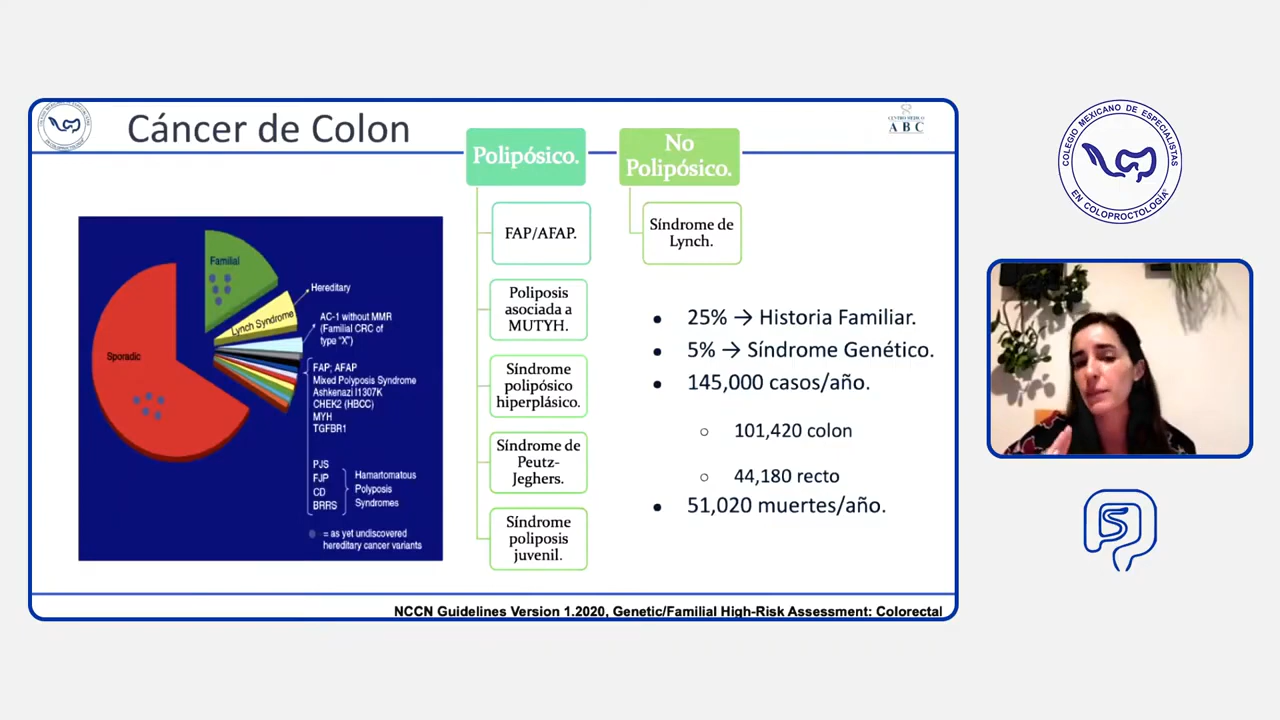 Cáncer de Colon
CENTRO MÉDICO
ABC
Polipósico.
FAP/AFAP.
Poliposis
asociada a
MUTYH.
Síndrome
polipósico
hiperplásico.
Síndrome de
Peutz-
Jeghers.
Síndrome
poliposis
juvenil.
No
Polipósico.
Síndrome de
Lynch.
Sporadic
Familial
Lynch Syndrome
Hereditary
AC-1 without MMR
(Familial CRC of
type "X")
FAP; AFAP
Mixed Polyposis Syndrome
Ashkenazi I1307K
CHEK2 (HBCC)
MYH
TGFBR1
PJS
FJP
CD
BRRS
Hamartomatous
Polyposis
Syndromes
= as yet undiscovered
hereditary cancer variants
• 25% → Historia Familiar.
• 5% → Síndrome Genético.
• 145,000 casos/año.
○ 101,420 colon
○ 44,180 recto
• 51,020 muertes/año.
NCCN Guidelines Version 1.2020, Genetic/Familial High-Risk Assessment: Colorectal
COLEGIO MEXICANO DE ESPECIALISTAS
EN COLOPROCTOLOGÍA